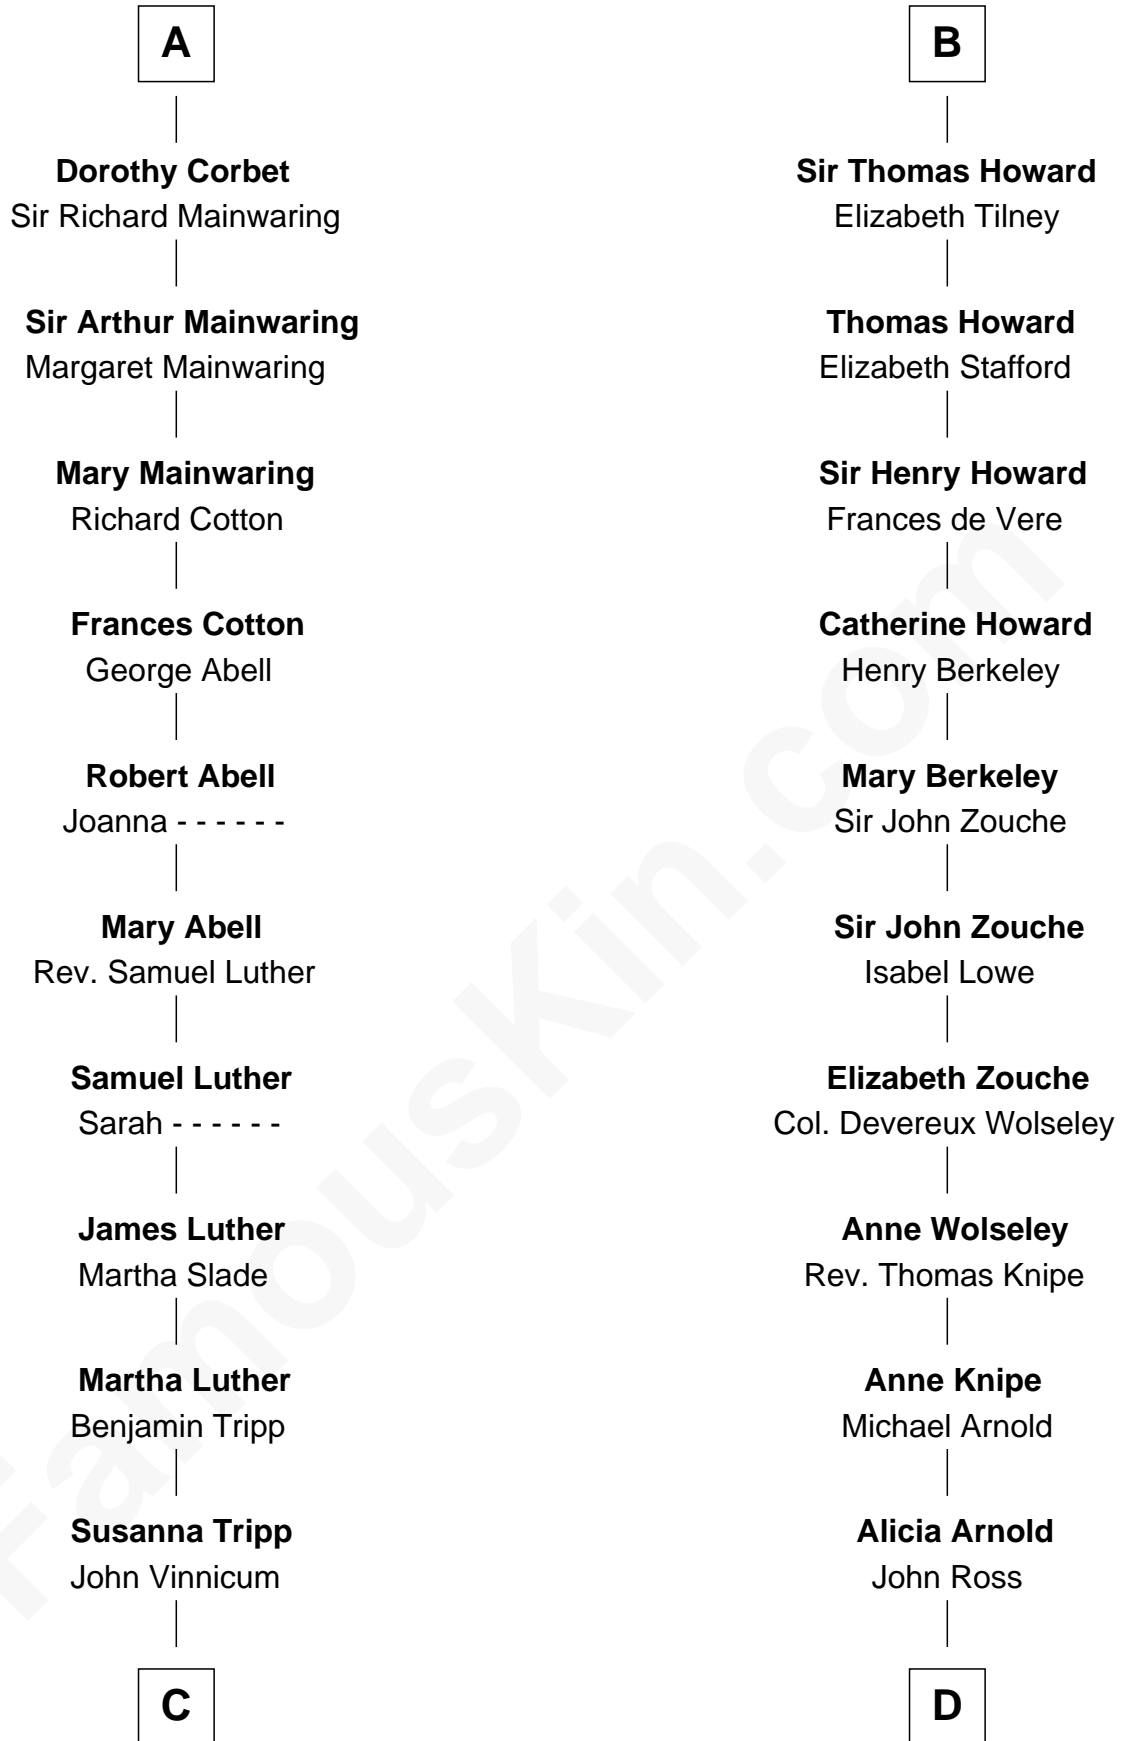 A
Dorothy Corbet
Sir Richard Mainwaring
Sir Arthur Mainwaring
Margaret Mainwaring
Mary Mainwaring
Richard Cotton
Frances Cotton
George Abell
Robert Abell
Joanna - - - - - -
Mary Abell
Rev. Samuel Luther
Samuel Luther
Sarah - - - - - -
James Luther
Martha Slade
Martha Luther
Benjamin Tripp
Susanna Tripp
John Vinnicum
C
B
Sir Thomas Howard
Elizabeth Tilney
Thomas Howard
Elizabeth Stafford
Sir Henry Howard
Frances de Vere
Catherine Howard
Henry Berkeley
Mary Berkeley
Sir John Zouche
Sir John Zouche
Isabel Lowe
Elizabeth Zouche
Col. Devereux Wolseley
Anne Wolseley
Rev. Thomas Knipe
Anne Knipe
Michael Arnold
Alicia Arnold
John Ross
D
FamousKin.com